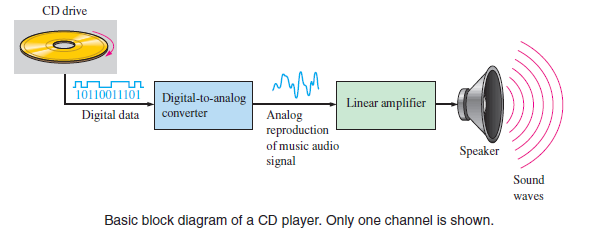 CD drive
10110011101
Digital data
Digital-to-analog
converter
Analog
reproduction
of music audio
signal
Linear amplifier
Speaker
Sound
waves
Basic block diagram of a CD player. Only one channel is shown.